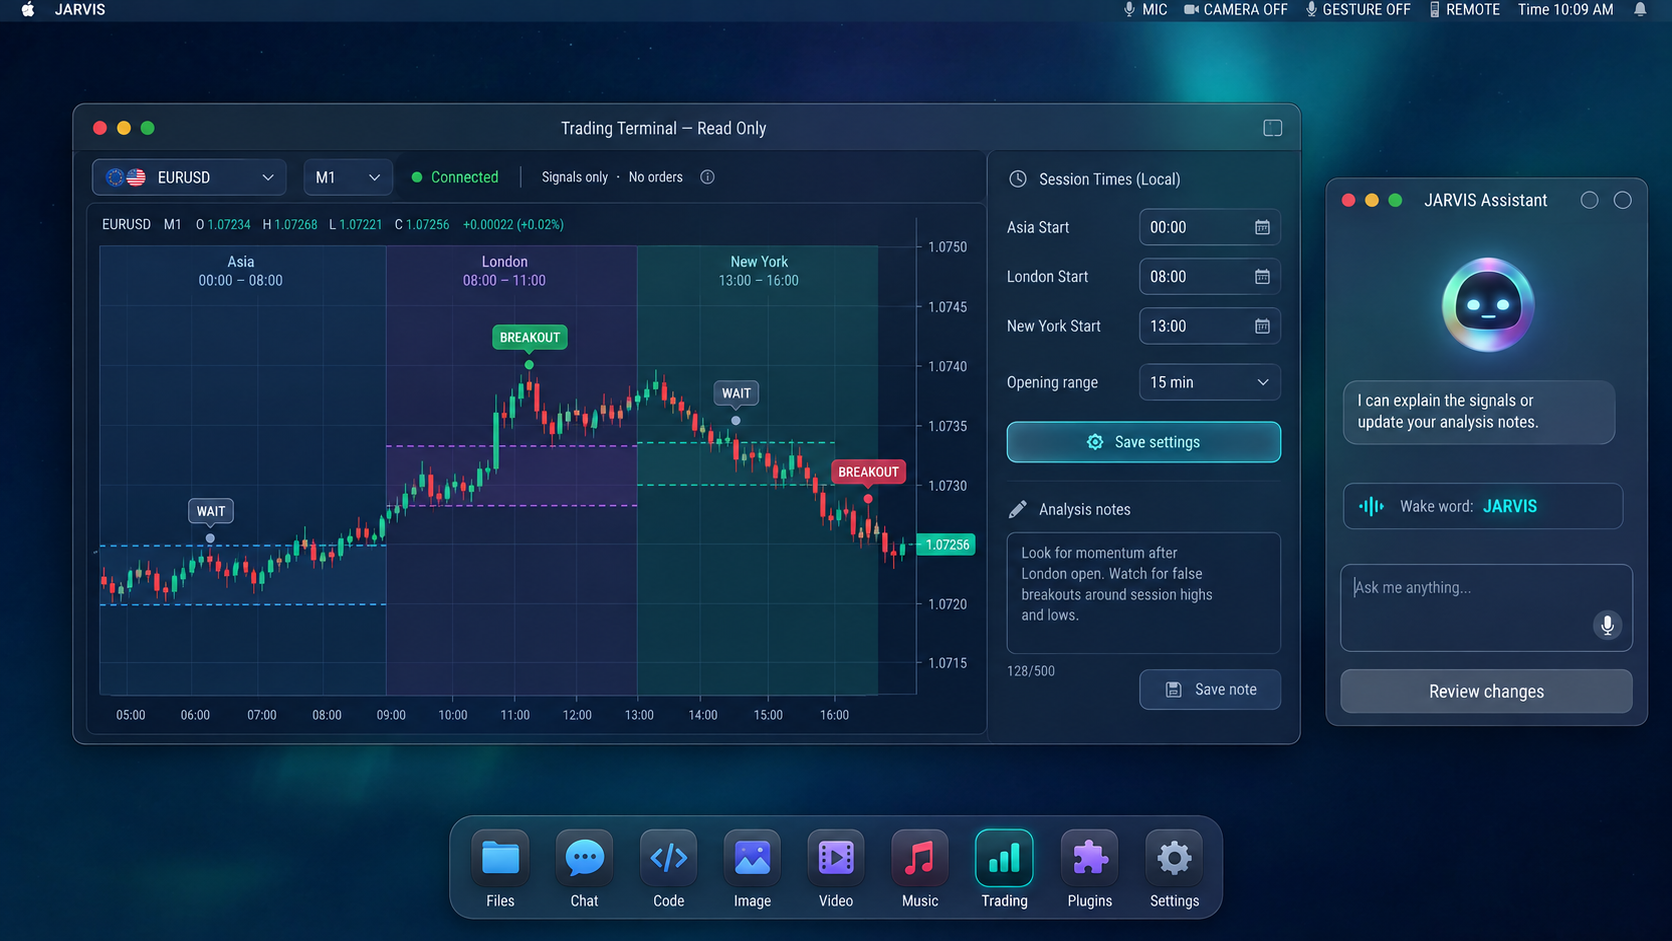 JARVIS
MIC
CAMERA OFF
GESTURE OFF
REMOTE
Time 10:09 AM
Trading Terminal — Read Only
EURUSD
M1
Connected
Signals only · No orders
EURUSD M1 O 1.07234 H 1.07268 L 1.07221 C 1.07256 +0.00022 (+0.02%)
Asia
00:00 – 08:00
London
08:00 – 11:00
New York
13:00 – 16:00
BREAKOUT
WAIT
BREAKOUT
WAIT
1.0750
1.0745
1.0740
1.0735
1.0730
1.07256
1.0720
1.0715
05:00 06:00 07:00 08:00 09:00 10:00 11:00 12:00 13:00 14:00 15:00 16:00
Session Times (Local)
Asia Start 00:00
London Start 08:00
New York Start 13:00
Opening range 15 min
Save settings
Analysis notes
Look for momentum after
London open. Watch for false
breakouts around session highs
and lows.
128/500
Save note
JARVIS Assistant
I can explain the signals or
update your analysis notes.
Wake word: JARVIS
Ask me anything...
Review changes
Files
Chat
Code
Image
Video
Music
Trading
Plugins
Settings